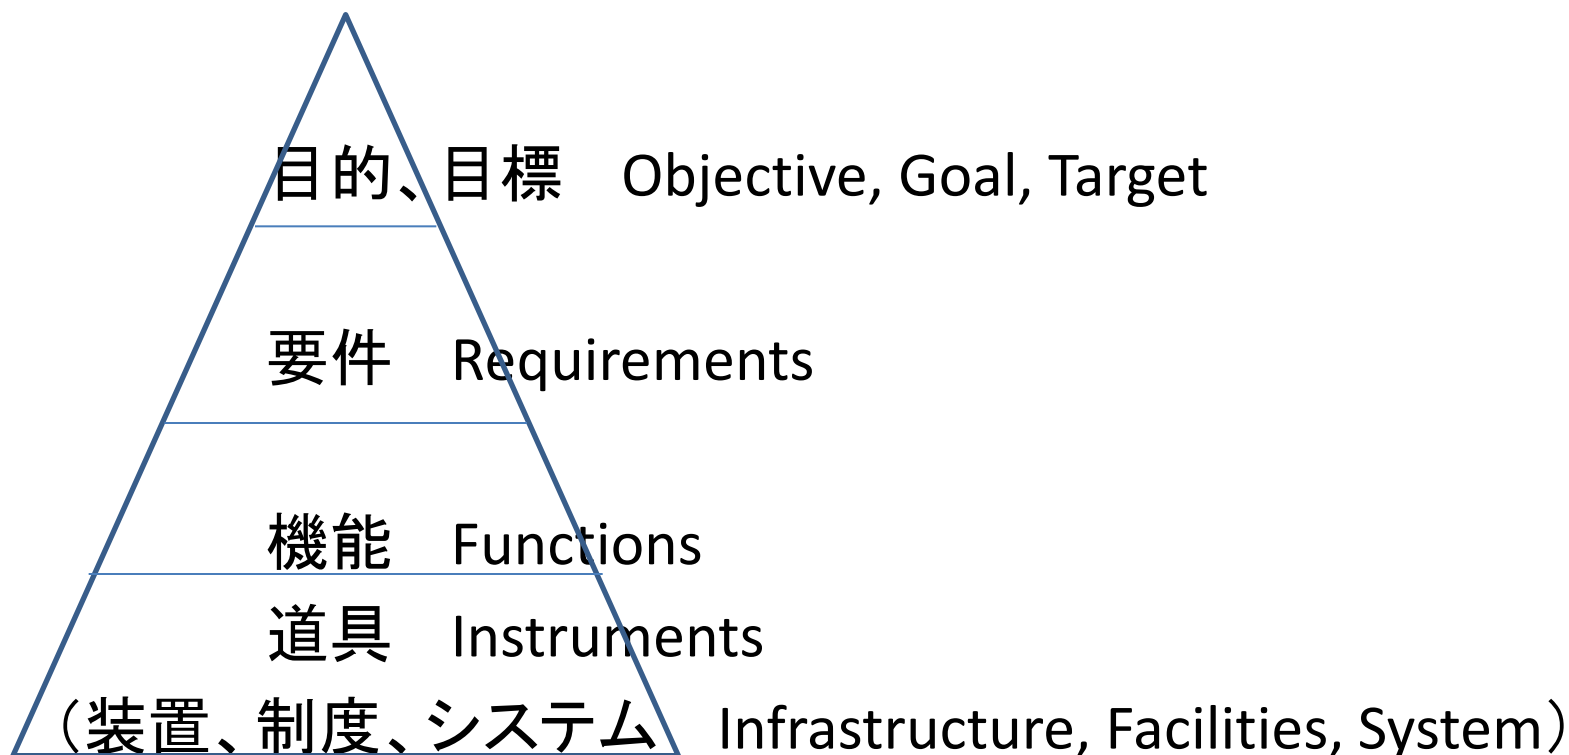 目的、目標　Objective, Goal, Target
要件　Requirements
機能　Functions
道具　Instruments
（装置、制度、システム　Infrastructure, Facilities, System）